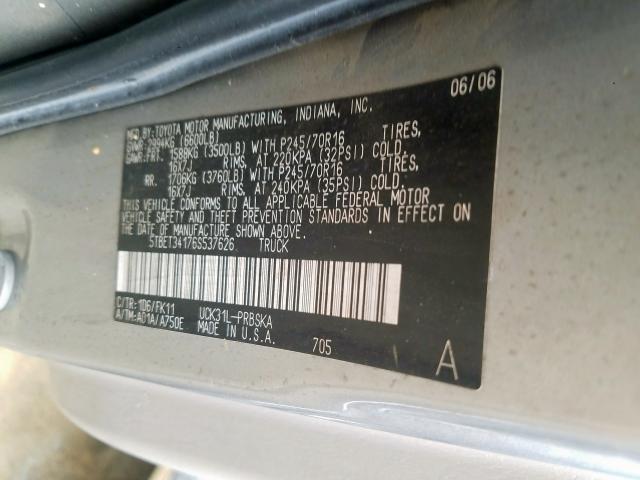 06/06
MFD.BY:TOYOTA MOTOR MANUFACTURING, INDIANA, INC.
GVWR 2994KG (6600LB)
GAWR:FRT. 1588KG (3500LB) WITH P245/70R16 TIRES,
16X7J RIMS, AT 220KPA (32PSI) COLD.
RR. 1706KG (3760LB) WITH P245/70R16 TIRES,
16X7J RIMS, AT 240KPA (35PSI) COLD.
THIS VEHICLE CONFORMS TO ALL APPLICABLE FEDERAL MOTOR
VEHICLE SAFETY AND THEFT PREVENTION STANDARDS IN EFFECT ON
THE DATE OF MANUFACTURE SHOWN ABOVE.
5TBET34176S537626 TRUCK
C/TR:1D6/FK11 UCK31L-PRBSKA
A/TM:A01A/A750E MADE IN U.S.A.
705
A